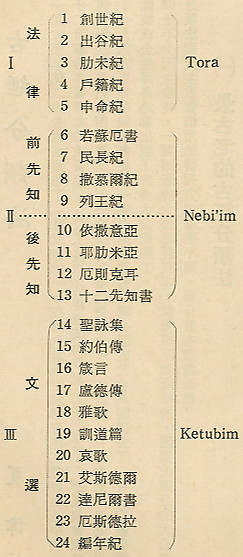 法律
I
1 創世紀
2 出谷紀
3 肋未紀
4 戶籍紀
5 申命紀
Tora
前先知
II
後先知
6 若蘇厄書
7 民長紀
8 撒慕爾紀
9 列王紀
10 依撒意亞
11 耶肋米亞
12 厄則克耳
13 十二先知書
Nebi'im
文選
III
14 聖詠集
15 約伯傳
16 箴言
17 盧德傳
18 雅歌
19 訓道篇
20 哀歌
21 艾斯德爾
22 達尼爾書
23 厄斯德拉
24 編年紀
Ketubim